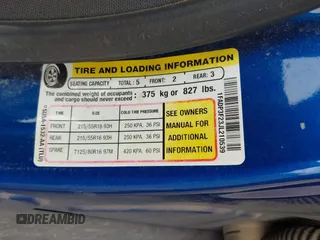 TIRE AND LOADING INFORMATION
SEATING CAPACITY TOTAL: 5 FRONT: 2 REAR: 3
The combined weight of occupants and cargo should never exceed: 375 kg or 827 lbs.
TIRE SIZE COLD TIRE PRESSURE
FRONT 215/55R16 93H 250 KPA, 36 PSI
REAR 215/55R16 93H 250 KPA, 36 PSI
SPARE T125/80R16 97M 420 KPA, 60 PSI
SEE OWNERS MANUAL FOR ADDITIONAL INFORMATION
DREAMBID